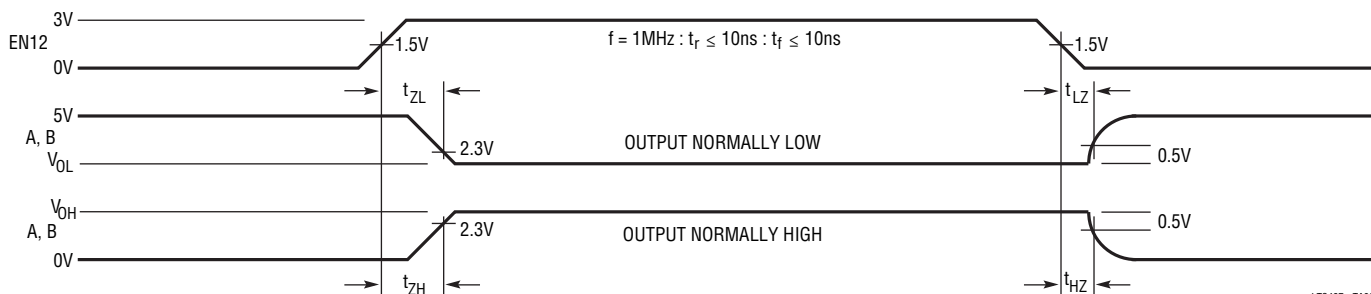 3V
EN12
1.5V
f = 1MHz : tr ≤ 10ns : tf ≤ 10ns
1.5V
0V
tZL
tLZ
5V
A, B
2.3V
OUTPUT NORMALLY LOW
0.5V
VOL
VOH
A, B
2.3V
OUTPUT NORMALLY HIGH
0.5V
0V
tZH
tHZ